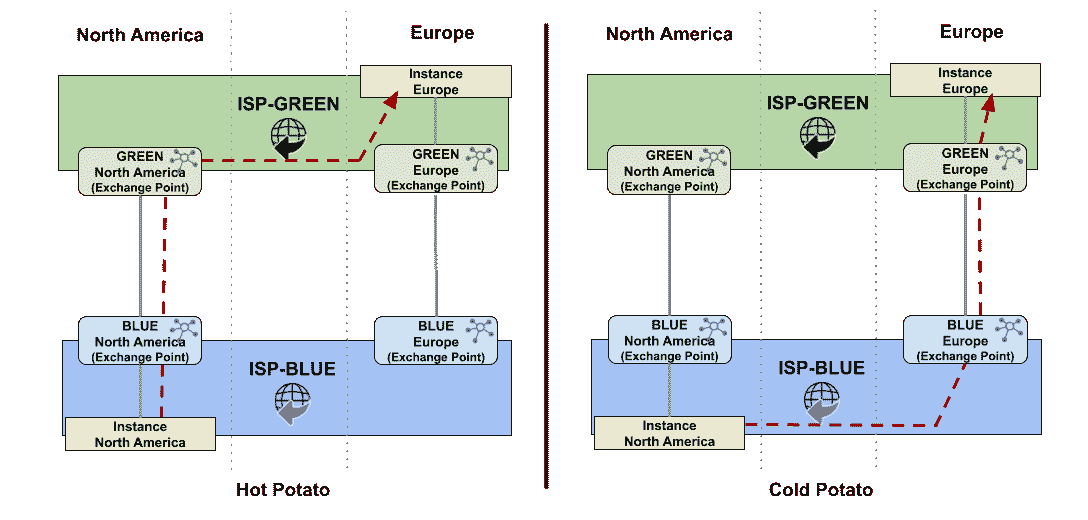 North America
Europe
Instance
Europe
ISP-GREEN
GREEN
North America
(Exchange Point)
GREEN
Europe
(Exchange Point)
BLUE
North America
(Exchange Point)
BLUE
Europe
(Exchange Point)
ISP-BLUE
Instance
North America
Hot Potato
North America
Europe
Instance
Europe
ISP-GREEN
GREEN
North America
(Exchange Point)
GREEN
Europe
(Exchange Point)
BLUE
North America
(Exchange Point)
BLUE
Europe
(Exchange Point)
ISP-BLUE
Instance
North America
Cold Potato